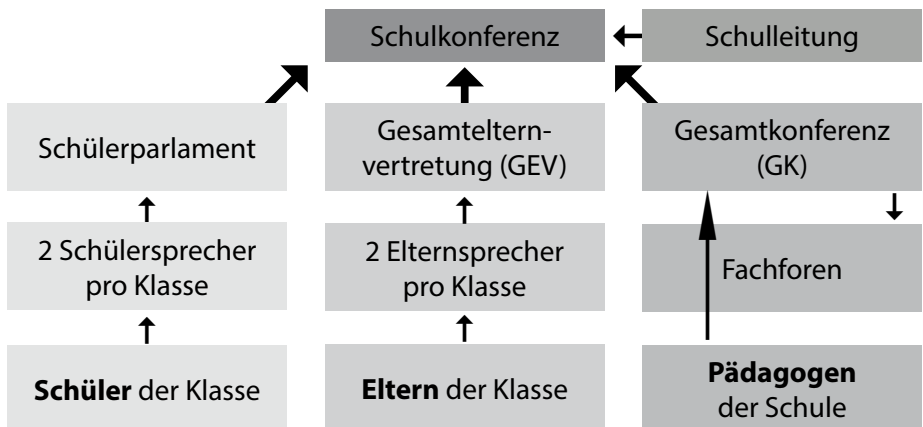 Schulkonferenz
Schulleitung
Schülerparlament
Gesamteltern-
vertretung (GEV)
Gesamtkonferenz
(GK)
2 Schülersprecher
pro Klasse
2 Elternsprecher
pro Klasse
Fachforen
Schüler der Klasse
Eltern der Klasse
Pädagogen
der Schule